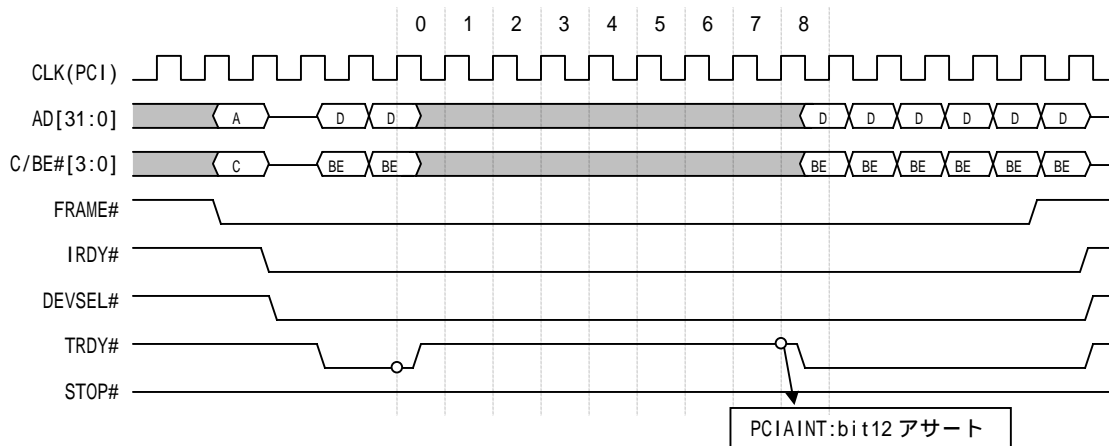 0 1 2 3 4 5 6 7 8
CLK(PCI)
AD[31:0] A D D D D D D D D
C/BE#[3:0] C BE BE BE BE BE BE BE BE
FRAME#
IRDY#
DEVSEL#
TRDY#
STOP#
PCIAINT:bit12 アサート